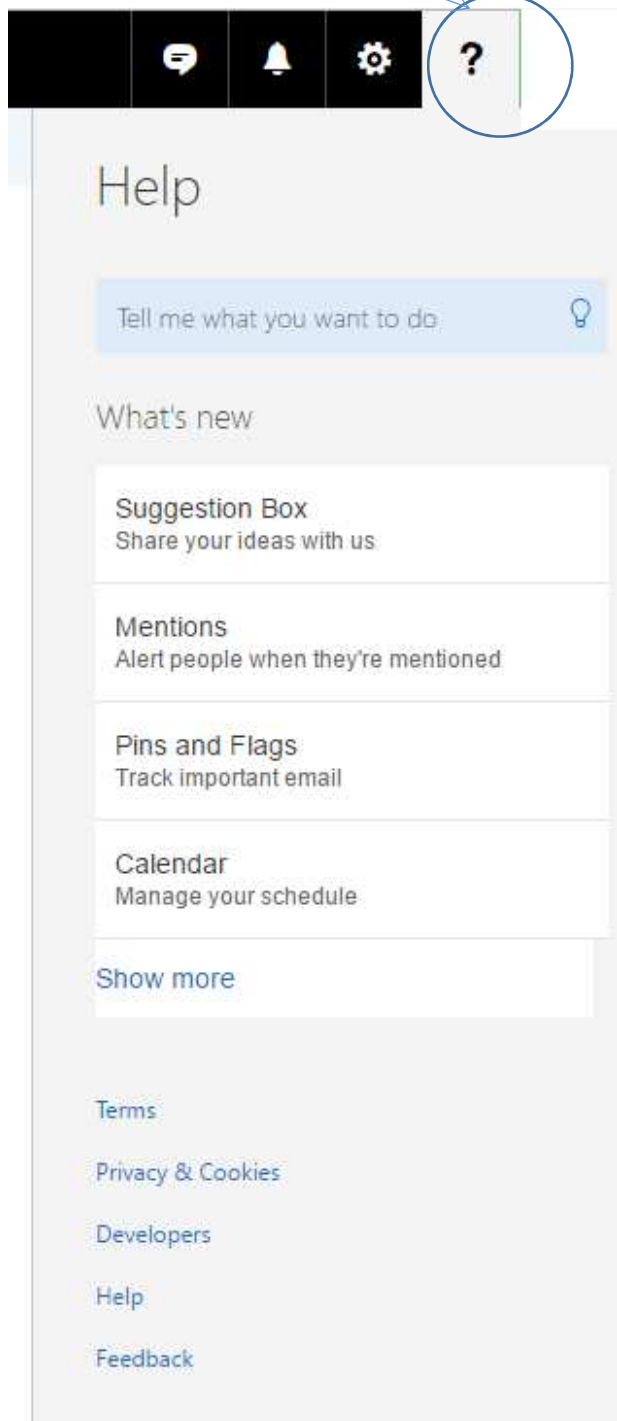 ?
Help
Tell me what you want to do
What's new
Suggestion Box
Share your ideas with us
Mentions
Alert people when they're mentioned
Pins and Flags
Track important email
Calendar
Manage your schedule
Show more
Terms
Privacy & Cookies
Developers
Help
Feedback